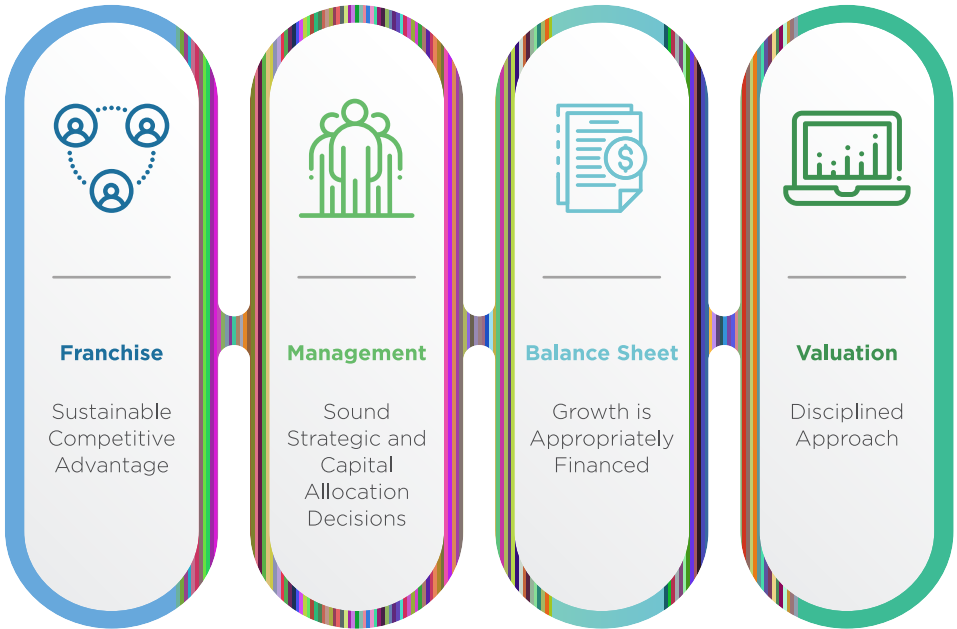 Franchise
Sustainable
Competitive
Advantage
Management
Sound
Strategic and
Capital
Allocation
Decisions
Balance Sheet
Growth is
Appropriately
Financed
Valuation
Disciplined
Approach